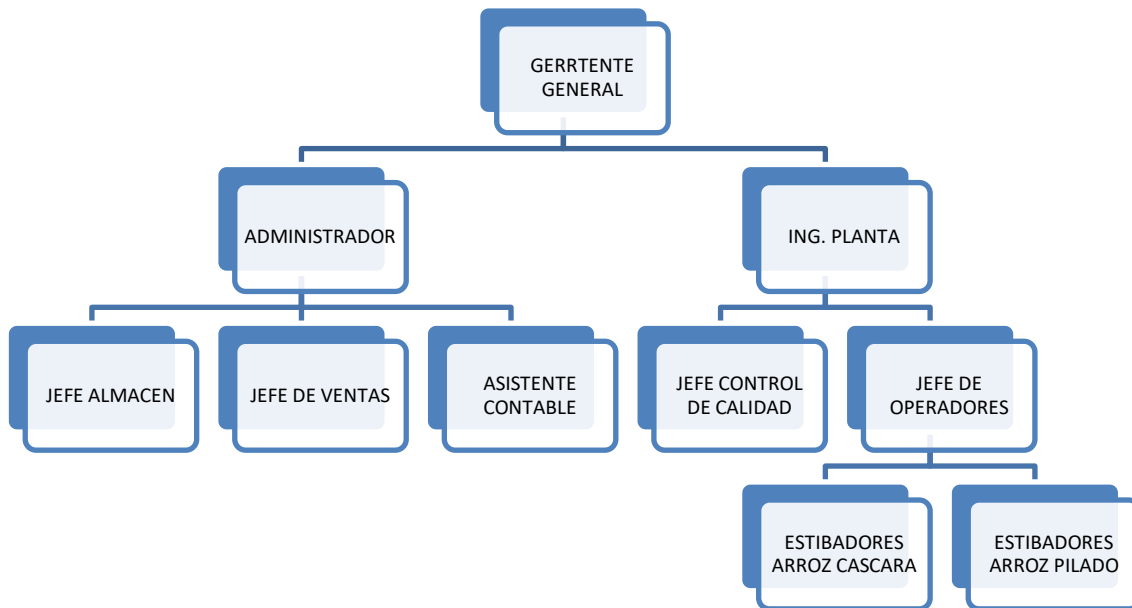 GERRTENTE
GENERAL
ADMINISTRADOR
ING. PLANTA
JEFE ALMACEN
JEFE DE VENTAS
ASISTENTE
CONTABLE
JEFE CONTROL
DE CALIDAD
JEFE DE
OPERADORES
ESTIBADORES
ARROZ CASCARA
ESTIBADORES
ARROZ PILADO